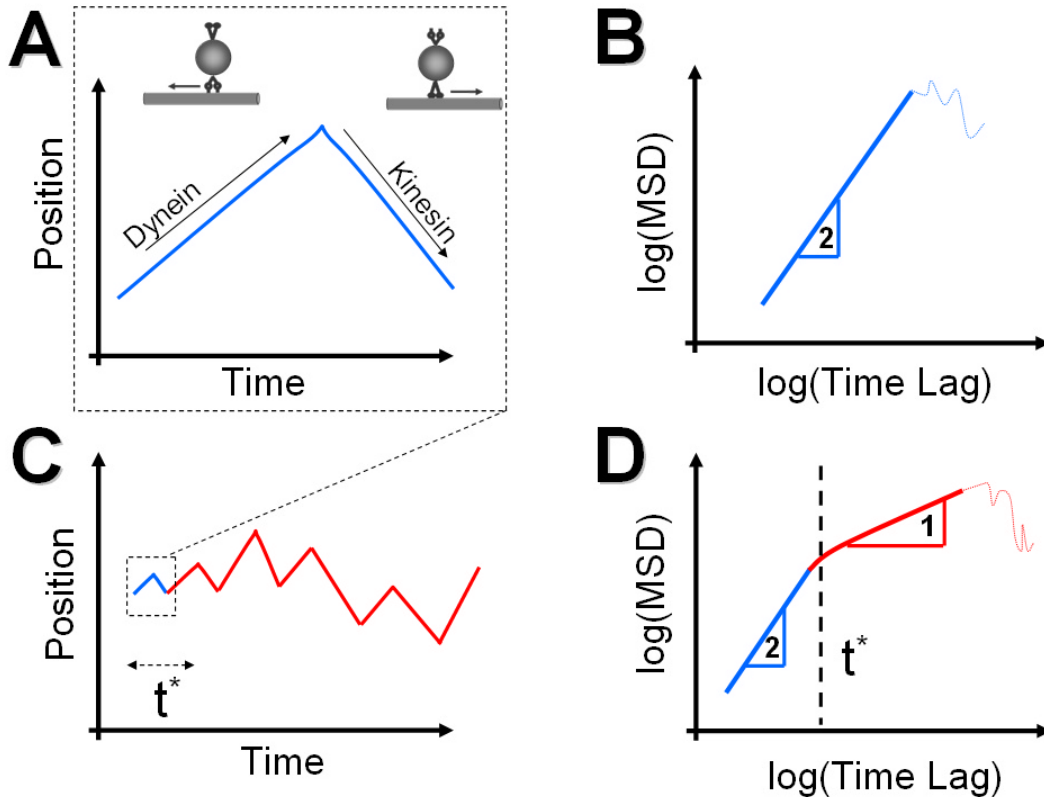 A
Position
Dynein
Kinesin
Time
B
log(MSD)
2
log(Time Lag)
C
Position
t*
Time
D
log(MSD)
2
1
t*
log(Time Lag)